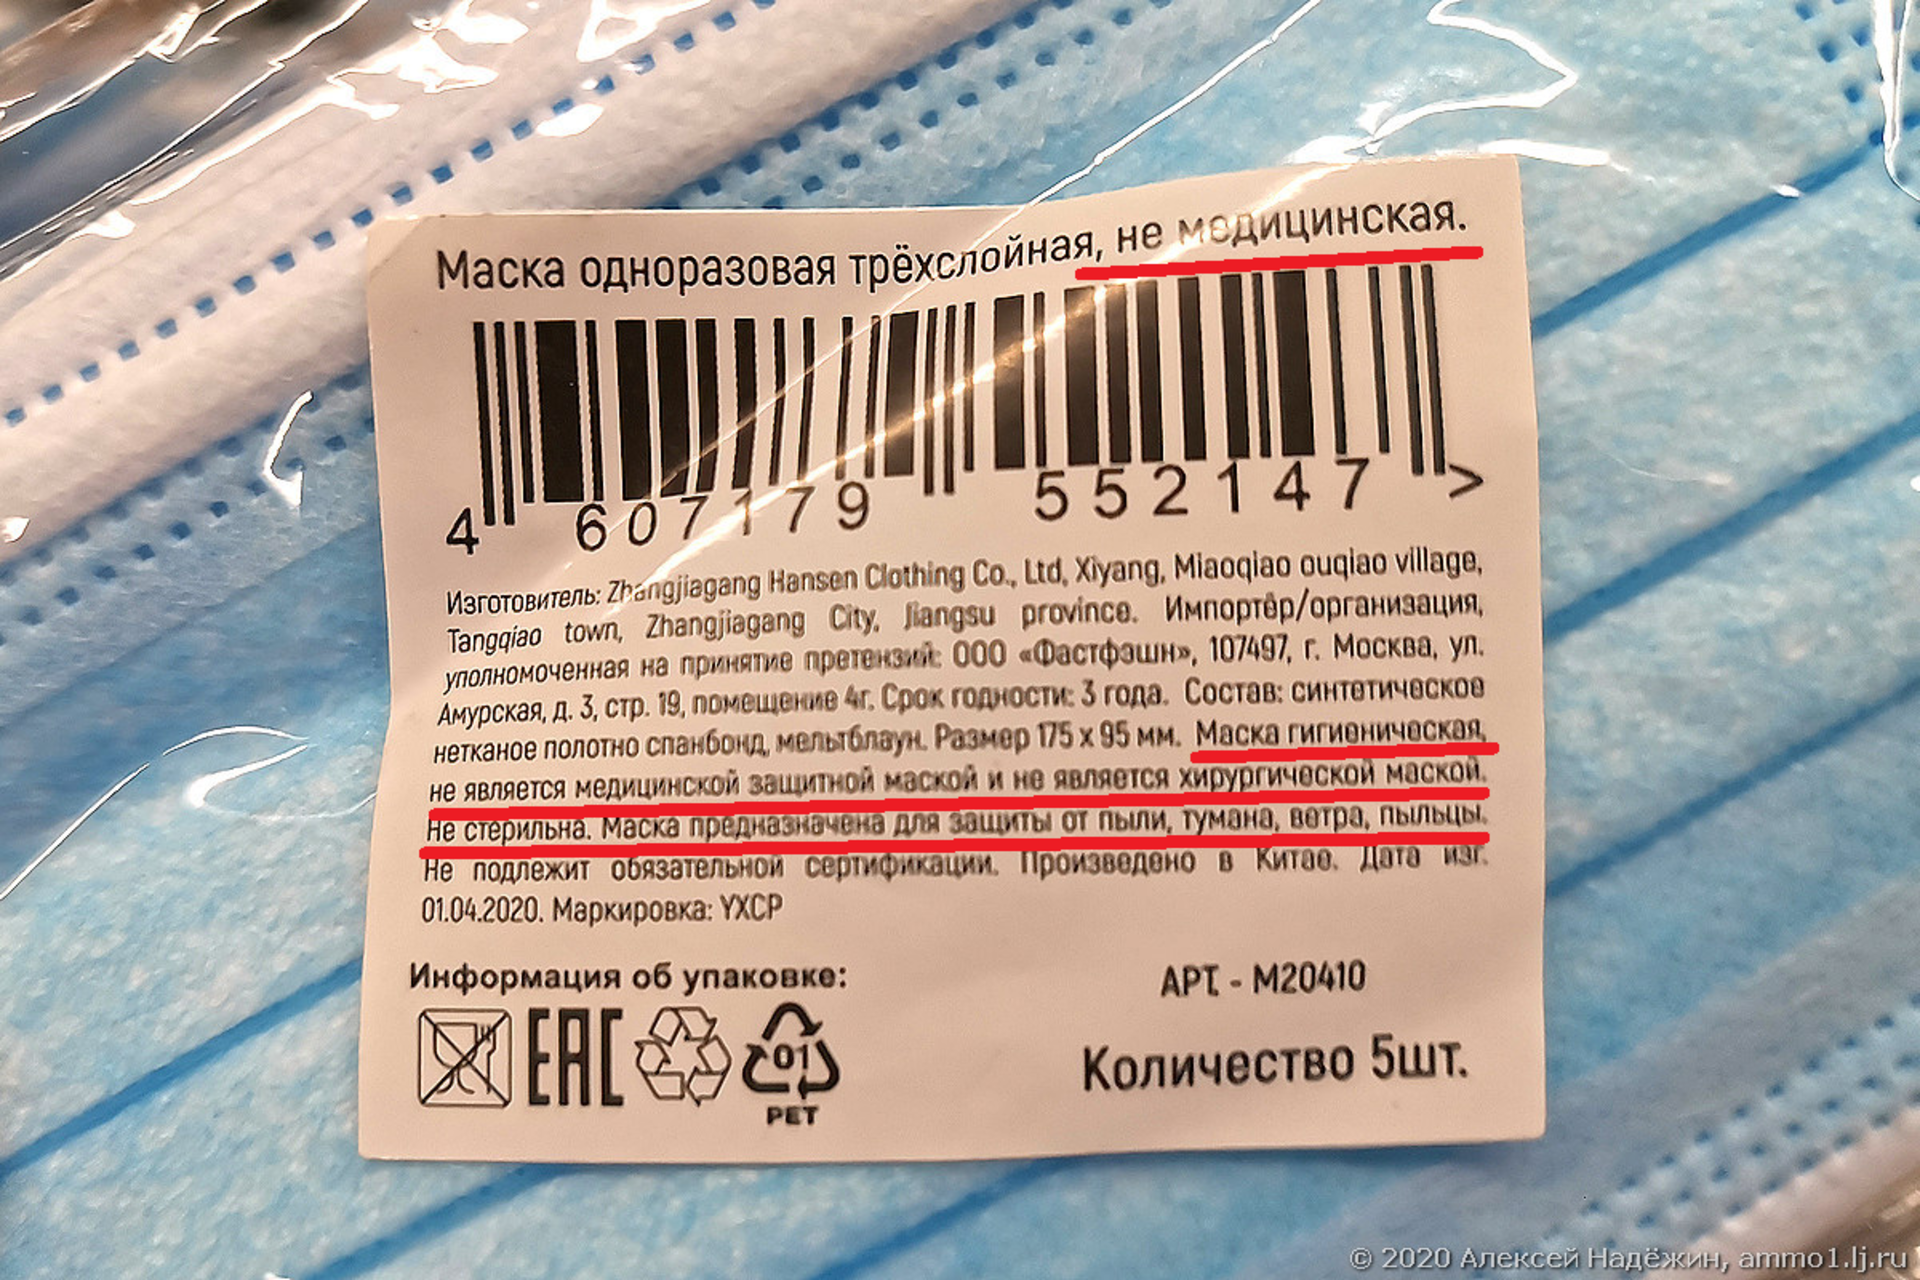 Маска одноразовая трёхслойная, не медицинская.
4 607179 552147 >
Изготовитель: Zhangjiagang Hansen Clothing Co., Ltd, Xiyang, Miaoqiao ouqiao village,
Tangqiao town, Zhangjiagang City, Jiangsu province. Импортёр/организация,
уполномоченная на принятие претензий: ООО «Фастфэшн», 107497, г. Москва, ул.
Амурская, д. 3, стр. 19, помещение 4г. Срок годности: 3 года. Состав: синтетическое
нетканое полотно спанбонд, мельтблаун. Размер 175 x 95 мм. Маска гигиеническая,
не является медицинской защитной маской и не является хирургической маской.
Не стерильна. Маска предназначена для защиты от пыли, тумана, ветра, пыльцы.
Не подлежит обязательной сертификации. Произведено в Китае. Дата изг.
01.04.2020. Маркировка: YXCP
Информация об упаковке:
EAC
01
PET
АРТ. - М20410
Количество 5шт.
© 2020 Алексей Надёжин, ammo1.lj.ru